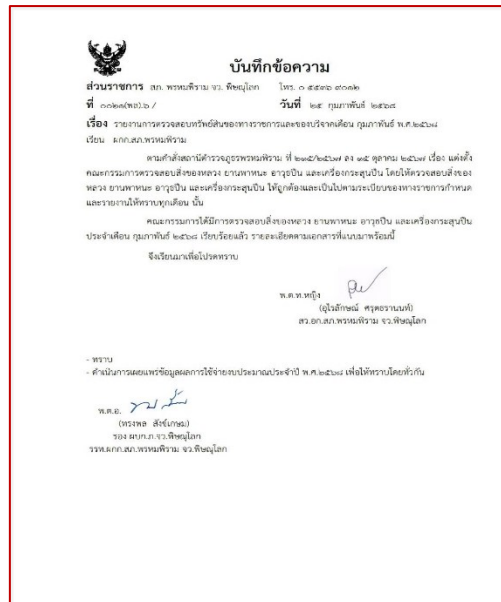 บันทึกข้อความ
ส่วนราชการ สภ. พรหมพิราม จว. พิษณุโลก โทร. ๐ ๕๕๓๖ ๙๐๑๒
ที่ ๐๐๒๑(พล).๖ / วันที่ ๒๕ กุมภาพันธ์ ๒๕๖๘
เรื่อง รายงานการตรวจสอบทรัพย์สินของทางราชการและของบริจาคเดือน กุมภาพันธ์ พ.ศ.๒๕๖๘
เรียน ผกก.สภ.พรหมพิราม
ตามคำสั่งสถานีตำรวจภูธรพรหมพิราม ที่ ๒๑๕/๒๕๖๗ ลง ๑๕ ตุลาคม ๒๕๖๗ เรื่อง แต่งตั้ง
คณะกรรมการตรวจสอบสิ่งของหลวง ยานพาหนะ อาวุธปืน และเครื่องกระสุนปืน โดยให้ตรวจสอบสิ่งของ
หลวง ยานพาหนะ อาวุธปืน และเครื่องกระสุนปืน ให้ถูกต้องและเป็นไปตามระเบียบของทางราชการกำหนด
และรายงานให้ทราบทุกเดือน นั้น
คณะกรรมการได้มีการตรวจสอบสิ่งของหลวง ยานพาหนะ อาวุธปืน และเครื่องกระสุนปืน
ประจำเดือน กุมภาพันธ์ ๒๕๖๘ เรียบร้อยแล้ว รายละเอียดตามเอกสารที่แนบมาพร้อมนี้
จึงเรียนมาเพื่อโปรดทราบ
พ.ต.ท.หญิง
(อุไรลักษณ์ ศรุตธรานนท์)
สว.อก.สภ.พรหมพิราม จว.พิษณุโลก
- ทราบ
- ดำเนินการเผยแพร่ข้อมูลผลการใช้จ่ายงบประมาณประจำปี พ.ศ.๒๕๖๘ เพื่อให้ทราบโดยทั่วกัน
พ.ต.อ.
(ทรงพล สังข์เกษม)
รอง ผบก.ภ.จว.พิษณุโลก
รรท.ผกก.สภ.พรหมพิราม จว.พิษณุโลก